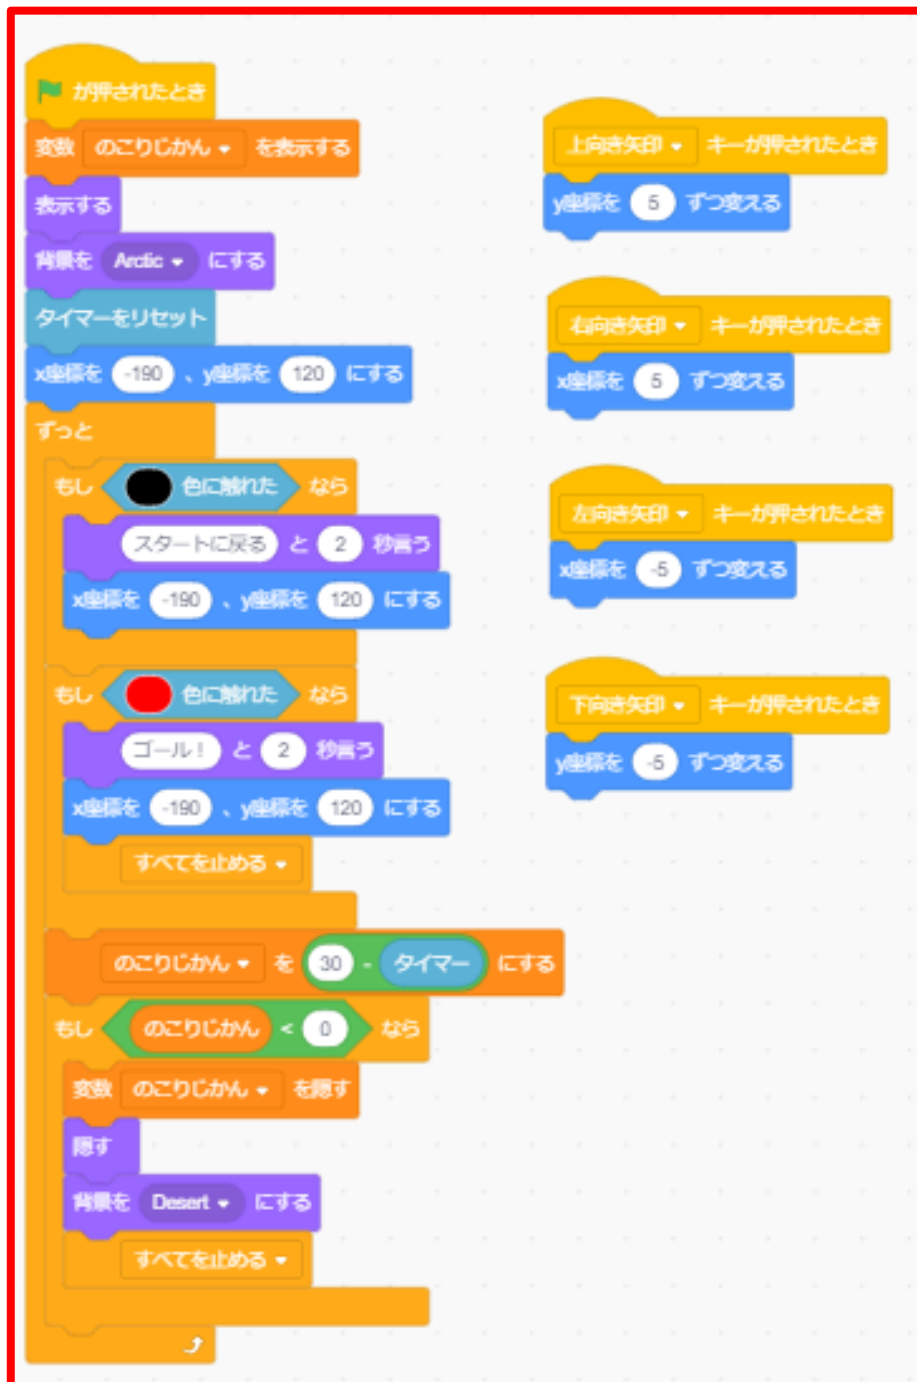 が押されたとき
変数 のこりじかん を表示する
表示する
背景を Arctic にする
タイマーをリセット
x座標を -190 、y座標を 120 にする
ずっと
もし 色に触れた なら
スタートに戻る と 2 秒言う
x座標を -190 、y座標を 120 にする
もし 色に触れた なら
ゴール! と 2 秒言う
x座標を -190 、y座標を 120 にする
すべてを止める
のこりじかん を 30 - タイマー にする
もし のこりじかん < 0 なら
変数 のこりじかん を隠す
隠す
背景を Desert にする
すべてを止める
上向き矢印 キーが押されたとき
y座標を 5 ずつ変える
右向き矢印 キーが押されたとき
x座標を 5 ずつ変える
左向き矢印 キーが押されたとき
x座標を -5 ずつ変える
下向き矢印 キーが押されたとき
y座標を -5 ずつ変える